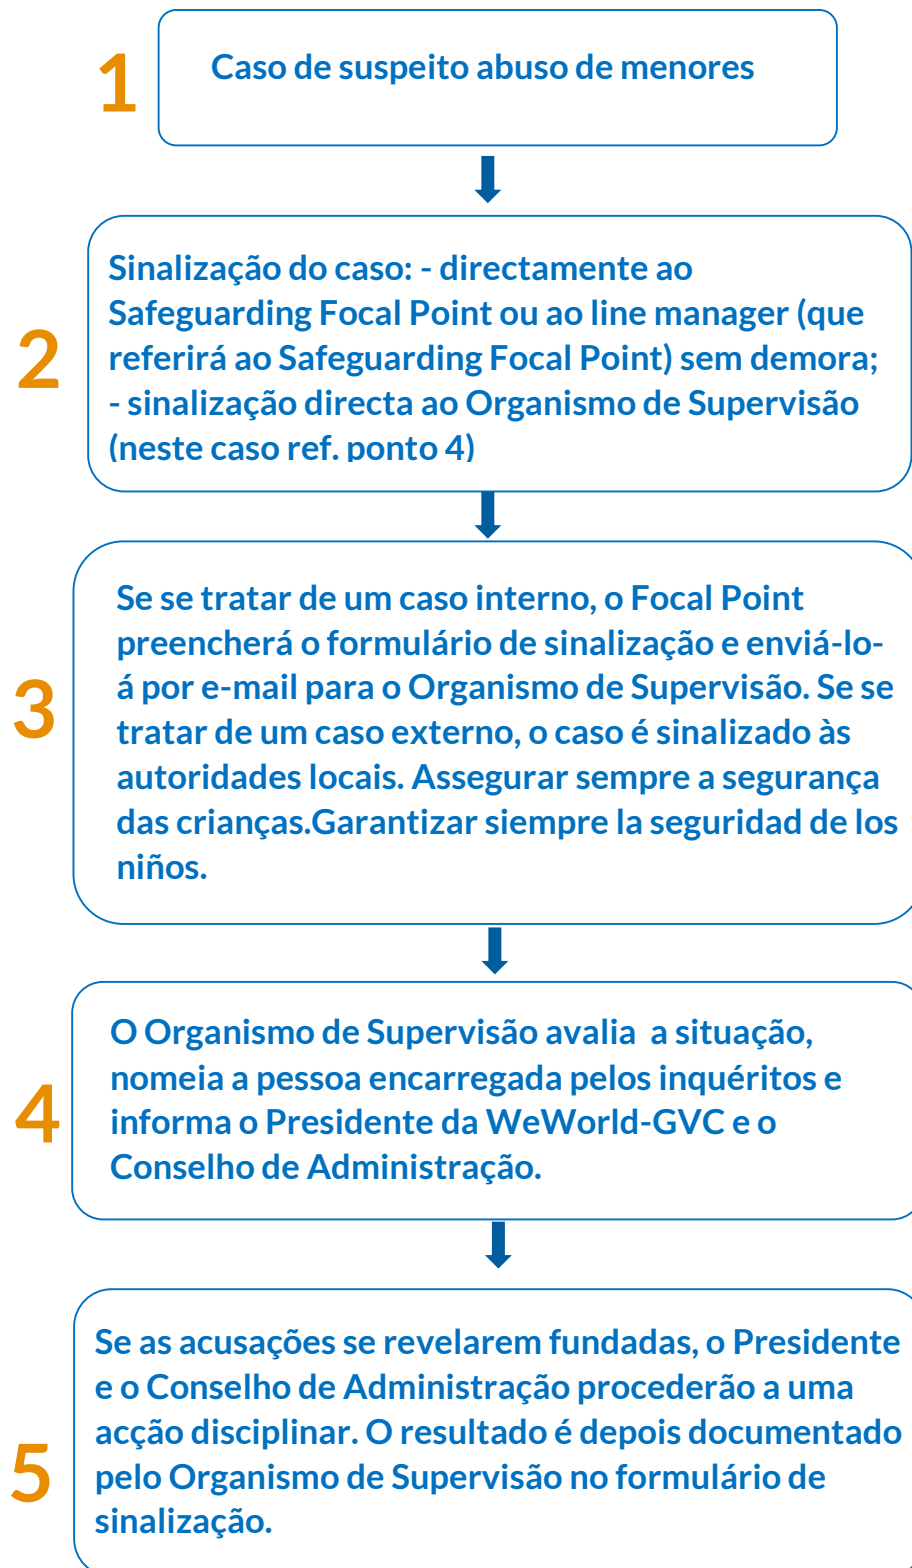 1
Caso de suspeito abuso de menores
2
Sinalização do caso: - directamente ao
Safeguarding Focal Point ou ao line manager (que
referirá ao Safeguarding Focal Point) sem demora;
- sinalização directa ao Organismo de Supervisão
(neste caso ref. ponto 4)
3
Se se tratar de um caso interno, o Focal Point
preencherá o formulário de sinalização e enviá-lo-
á por e-mail para o Organismo de Supervisão. Se se
tratar de um caso externo, o caso é sinalizado às
autoridades locais. Assegurar sempre a segurança
das crianças.Garantizar siempre la seguridad de los
niños.
4
O Organismo de Supervisão avalia  a situação,
nomeia a pessoa encarregada pelos inquéritos e
informa o Presidente da WeWorld-GVC e o
Conselho de Administração.
5
Se as acusações se revelarem fundadas, o Presidente
e o Conselho de Administração procederão a uma
acção disciplinar. O resultado é depois documentado
pelo Organismo de Supervisão no formulário de
sinalização.